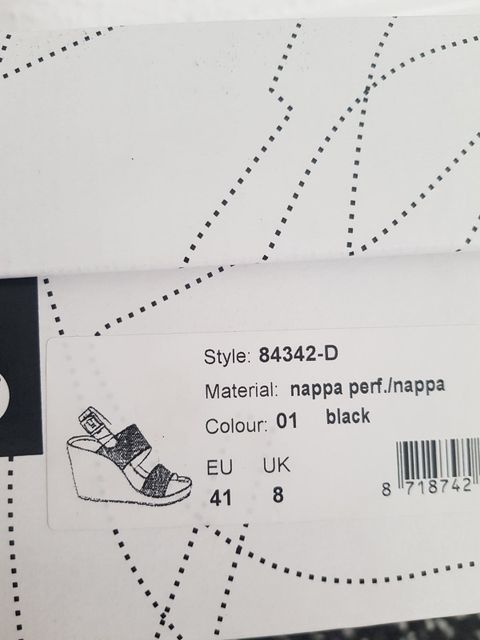 Style: 84342-D
Material: nappa perf./nappa
Colour: 01 black
EU UK
41 8
8 718742